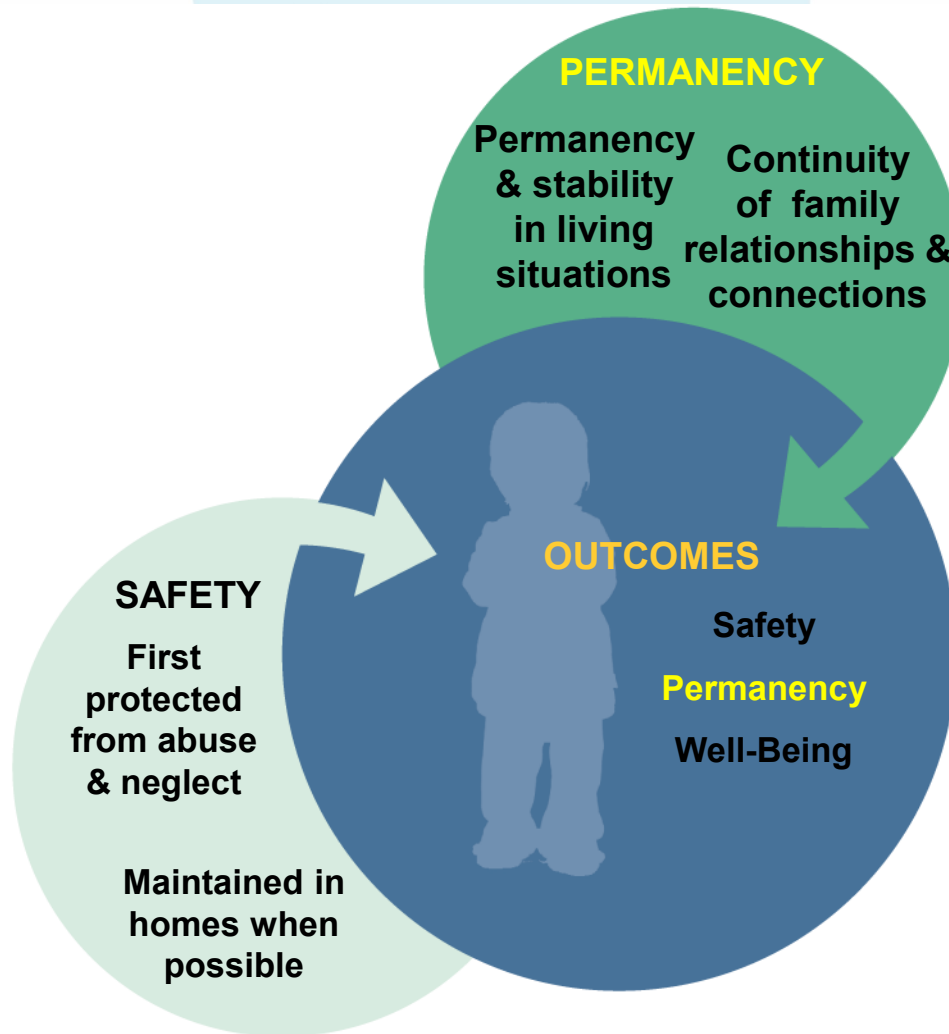 PERMANENCY
Permanency
& stability
in living
situations
Continuity
of family
relationships &
connections
OUTCOMES
Safety
Permanency
Well-Being
SAFETY
First
protected
from abuse
& neglect
Maintained in
homes when
possible